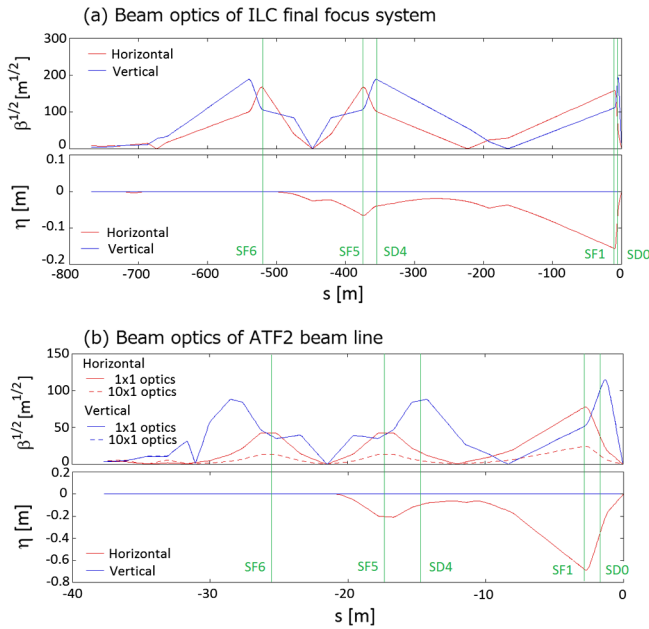 (a) Beam optics of ILC final focus system
300
200
100
0
β1/2 [m1/2]
Horizontal
Vertical
0.1
0
-0.1
-0.2
η [m]
Horizontal
Vertical
SF6
SF5
SD4
SF1
SD0
-800 -700 -600 -500 -400 -300 -200 -100 0
s [m]
(b) Beam optics of ATF2 beam line
150
100
50
0
β1/2 [m1/2]
Horizontal
1x1 optics
10x1 optics
Vertical
1x1 optics
10x1 optics
0.2
0
-0.2
-0.4
-0.6
-0.8
η [m]
Horizontal
Vertical
SF6
SF5
SD4
SF1
SD0
-40 -30 -20 -10 0
s [m]